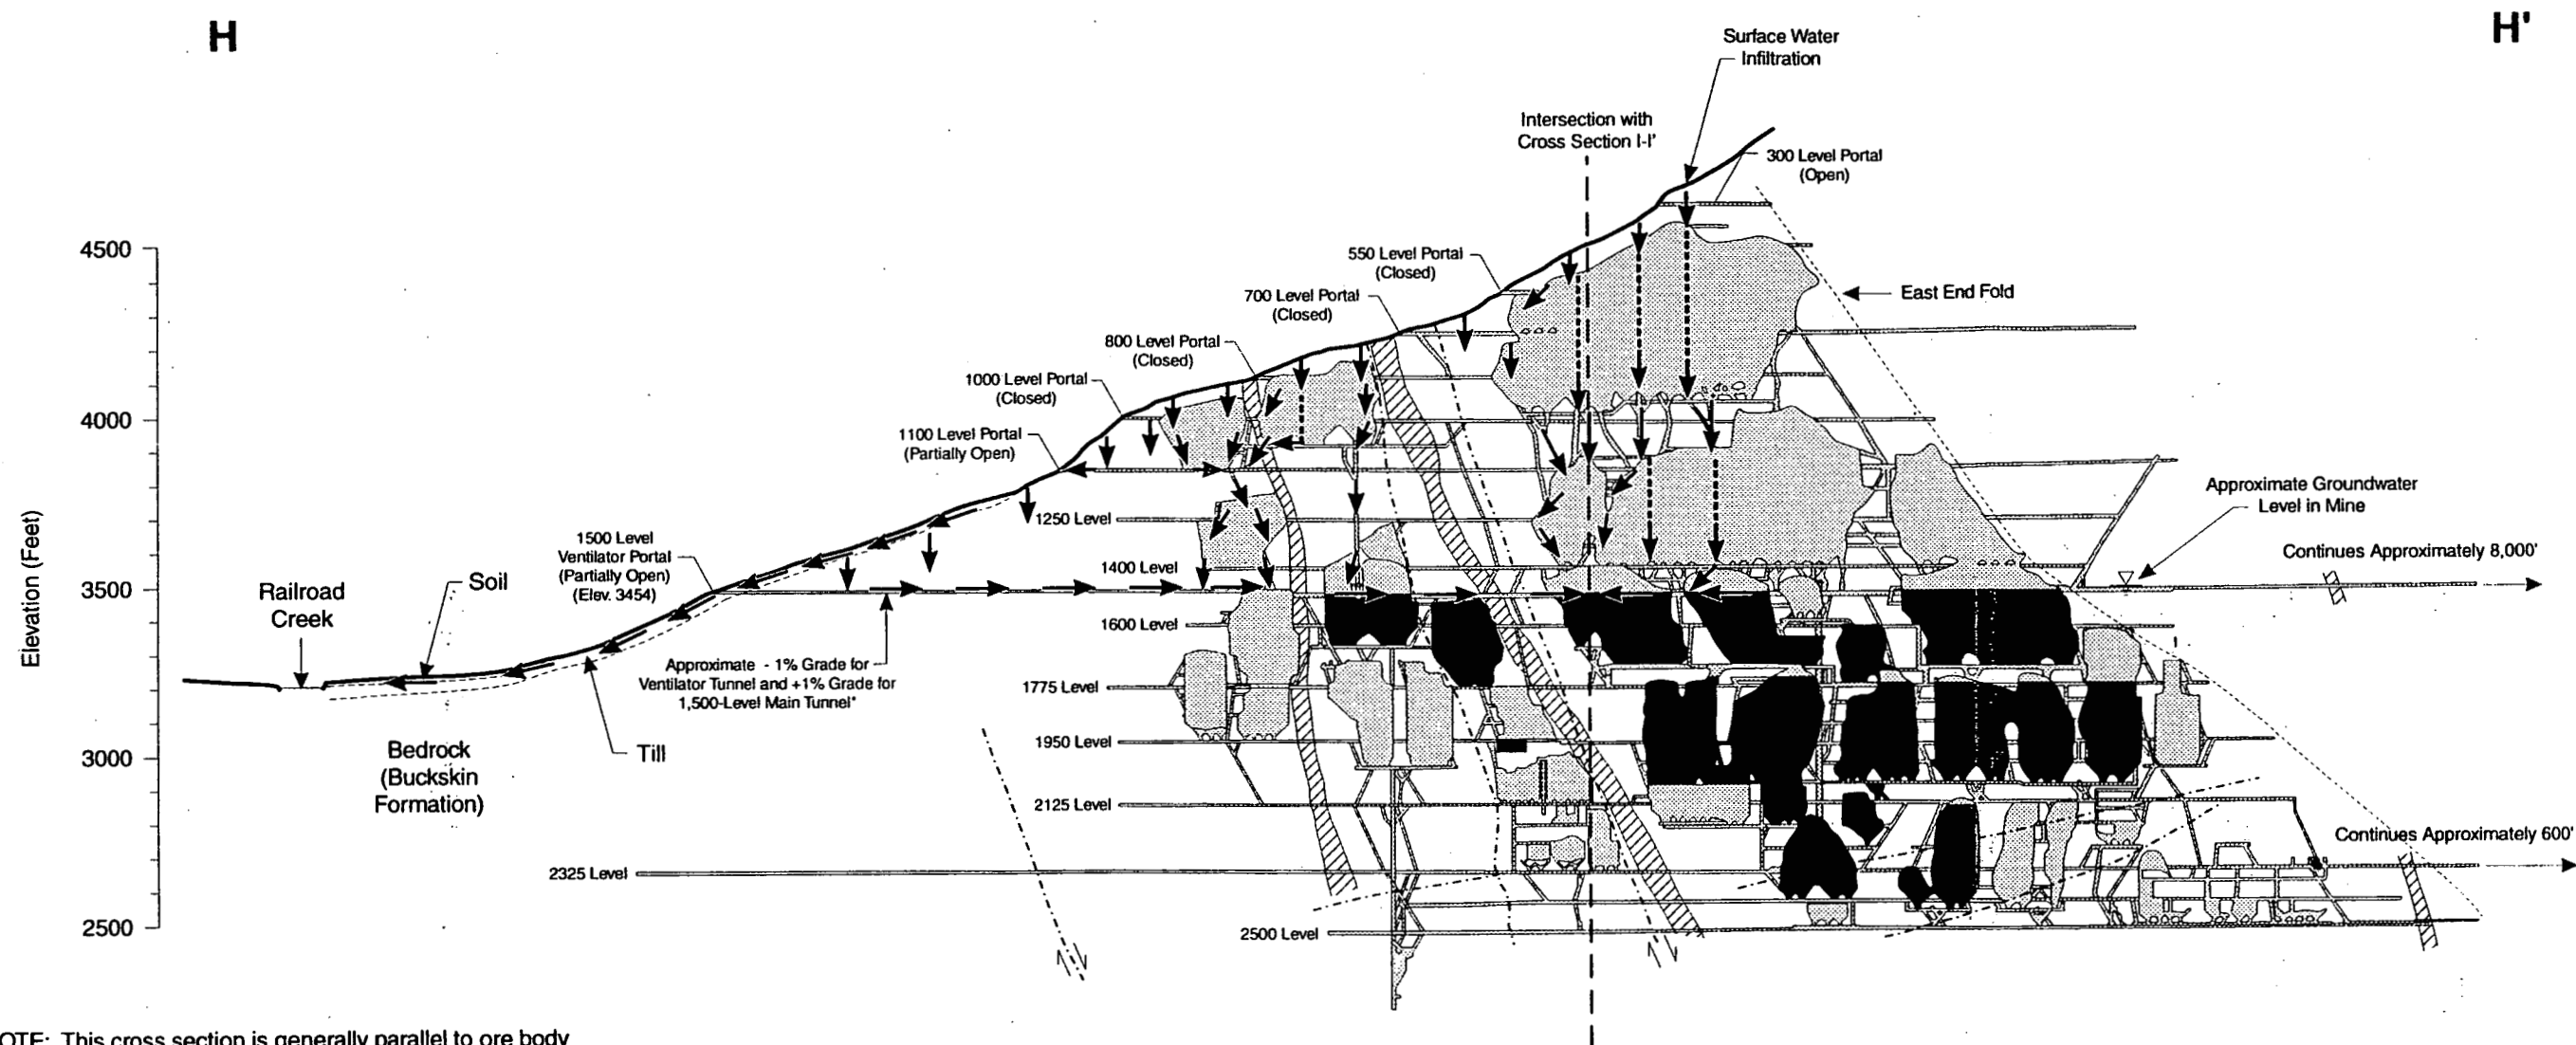 H
H'
Surface Water
Infiltration
Intersection with
Cross Section I-I'
300 Level Portal
(Open)
4500
550 Level Portal
(Closed)
East End Fold
700 Level Portal
(Closed)
800 Level Portal
(Closed)
1000 Level Portal
(Closed)
4000
1100 Level Portal
(Partially Open)
Approximate Groundwater
Level in Mine
1250 Level
1500 Level
Ventilator Portal
(Partially Open)
(Elev. 3454)
Continues Approximately 8,000'
1400 Level
3500
Railroad
Creek
Soil
Elevation (Feet)
1600 Level
Approximate - 1% Grade for
Ventilator Tunnel and +1% Grade for
1,500-Level Main Tunnel*
1775 Level
1950 Level
3000
Bedrock
(Buckskin
Formation)
Till
2125 Level
Continues Approximately 600'
2325 Level
2500
2500 Level
OTE: This cross section is generally parallel to ore body